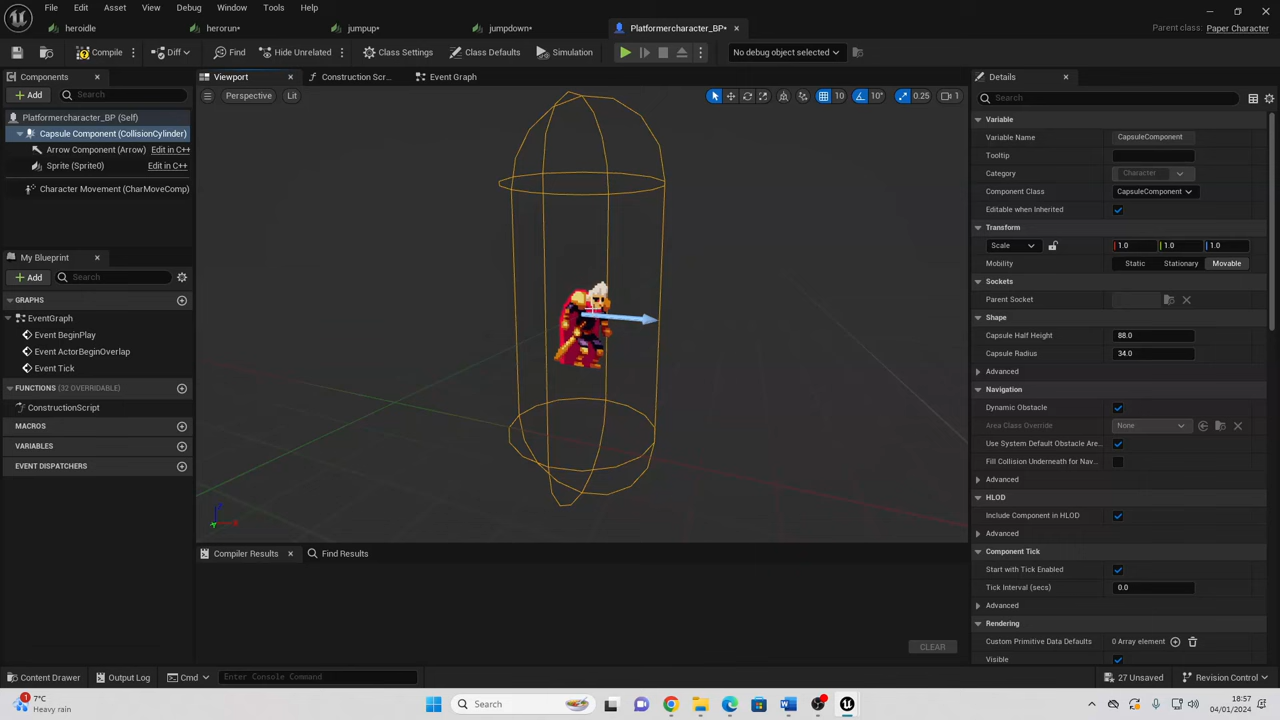 File Edit Asset View Debug Window Tools Help
heroidle herorun• jumpup• jumpdown• Platformercharacter_BP•
Parent class: Paper Character
Compile Diff Find Hide Unrelated Class Settings Class Defaults Simulation No debug object selected
Components
Viewport Construction Scr... Event Graph
Details
Add Search
Perspective Lit 10 10° 0.25 1
Search
Platformercharacter_BP (Self)
Capsule Component (CollisionCylinder)
Arrow Component (Arrow) Edit in C++
Sprite (Sprite0) Edit in C++
Character Movement (CharMoveComp)
My Blueprint
Add Search
GRAPHS
EventGraph
Event BeginPlay
Event ActorBeginOverlap
Event Tick
FUNCTIONS (32 OVERRIDABLE)
ConstructionScript
MACROS
VARIABLES
EVENT DISPATCHERS
Variable
Variable Name CapsuleComponent
Tooltip
Category Character
Component Class CapsuleComponent
Editable when Inherited
Transform
Scale 1.0 1.0 1.0
Mobility Static Stationary Movable
Sockets
Parent Socket
Shape
Capsule Half Height 88.0
Capsule Radius 34.0
Advanced
Navigation
Dynamic Obstacle
Area Class Override None
Use System Default Obstacle Are...
Fill Collision Underneath for Nav...
Advanced
HLOD
Include Component in HLOD
Advanced
Component Tick
Start with Tick Enabled
Tick Interval (secs) 0.0
Advanced
Rendering
Custom Primitive Data Defaults 0 Array element
Visible
Compiler Results Find Results
CLEAR
Content Drawer Output Log Cmd Enter Console Command 27 Unsaved Revision Control
1
7°C
Heavy rain
Search
18:57
04/01/2024